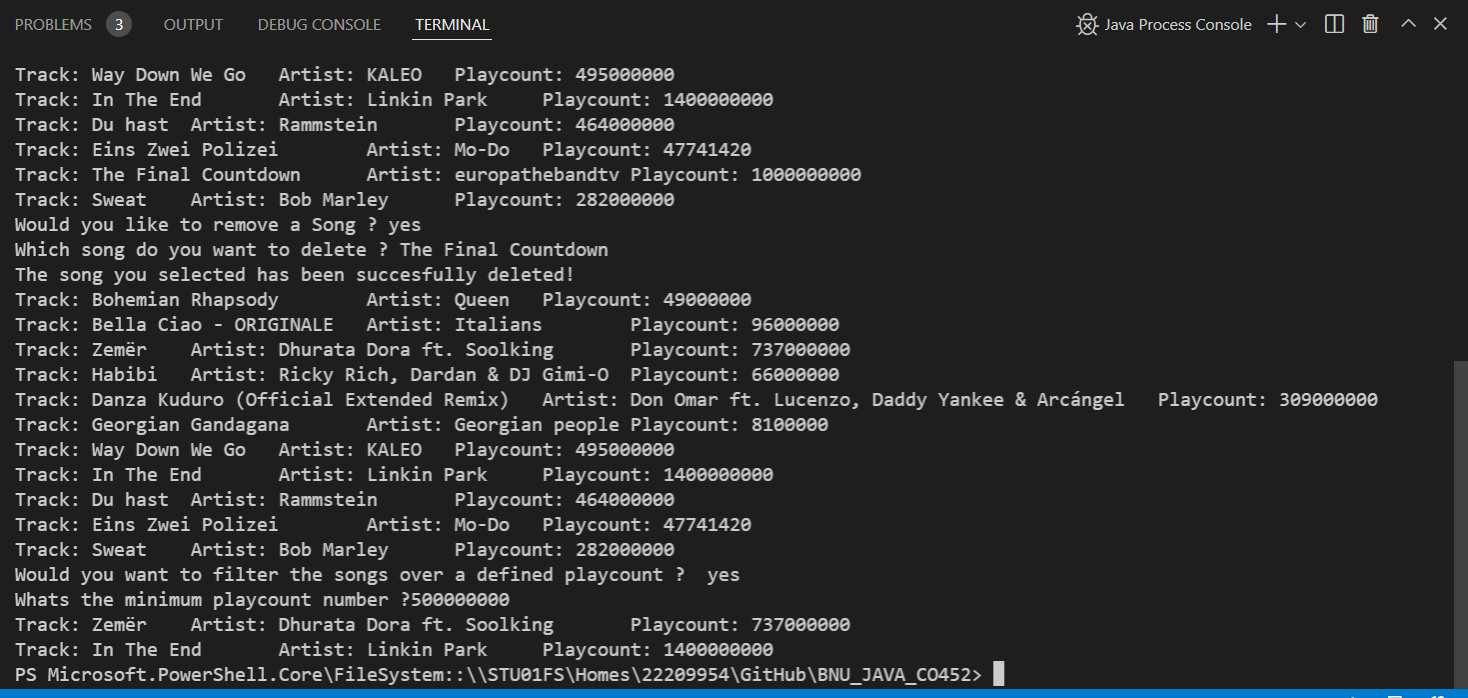 PROBLEMS 3 OUTPUT DEBUG CONSOLE TERMINAL Java Process Console
Track: Way Down We Go Artist: KALEO Playcount: 495000000
Track: In The End Artist: Linkin Park Playcount: 1400000000
Track: Du hast Artist: Rammstein Playcount: 464000000
Track: Eins Zwei Polizei Artist: Mo-Do Playcount: 47741420
Track: The Final Countdown Artist: europathebandtv Playcount: 1000000000
Track: Sweat Artist: Bob Marley Playcount: 282000000
Would you like to remove a Song ? yes
Which song do you want to delete ? The Final Countdown
The song you selected has been succesfully deleted!
Track: Bohemian Rhapsody Artist: Queen Playcount: 49000000
Track: Bella Ciao - ORIGINALE Artist: Italians Playcount: 96000000
Track: Zemër Artist: Dhurata Dora ft. Soolking Playcount: 737000000
Track: Habibi Artist: Ricky Rich, Dardan & DJ Gimi-O Playcount: 66000000
Track: Danza Kuduro (Official Extended Remix) Artist: Don Omar ft. Lucenzo, Daddy Yankee & Arcángel Playcount: 309000000
Track: Georgian Gandagana Artist: Georgian people Playcount: 8100000
Track: Way Down We Go Artist: KALEO Playcount: 495000000
Track: In The End Artist: Linkin Park Playcount: 1400000000
Track: Du hast Artist: Rammstein Playcount: 464000000
Track: Eins Zwei Polizei Artist: Mo-Do Playcount: 47741420
Track: Sweat Artist: Bob Marley Playcount: 282000000
Would you want to filter the songs over a defined playcount ? yes
Whats the minimum playcount number ?500000000
Track: Zemër Artist: Dhurata Dora ft. Soolking Playcount: 737000000
Track: In The End Artist: Linkin Park Playcount: 1400000000
PS Microsoft.PowerShell.Core\FileSystem::\\STU01FS\Homes\22209954\GitHub\BNU_JAVA_CO452>